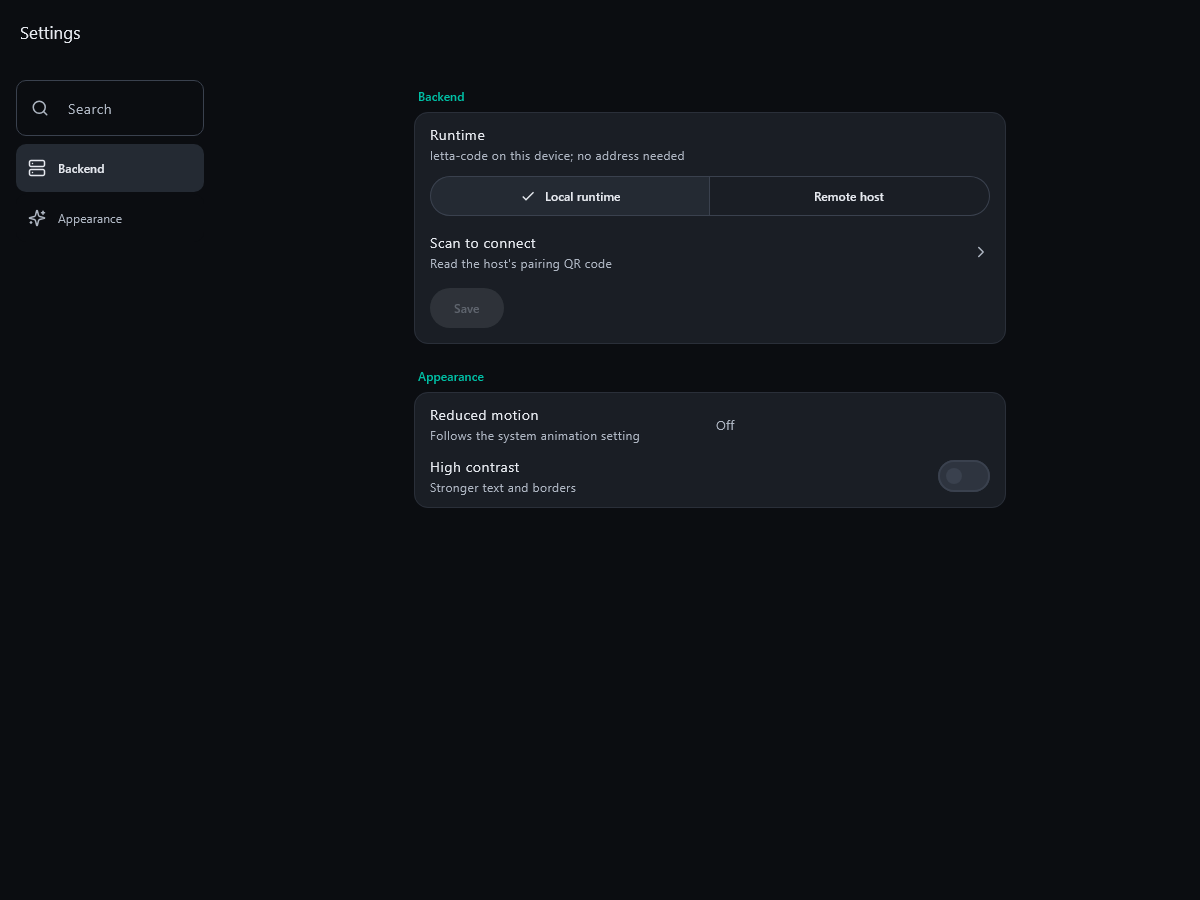 Settings
Search
Backend
Appearance
Backend
Runtime
letta-code on this device; no address needed
Local runtime
Remote host
Scan to connect
Read the host's pairing QR code
Save
Appearance
Reduced motion
Follows the system animation setting
Off
High contrast
Stronger text and borders